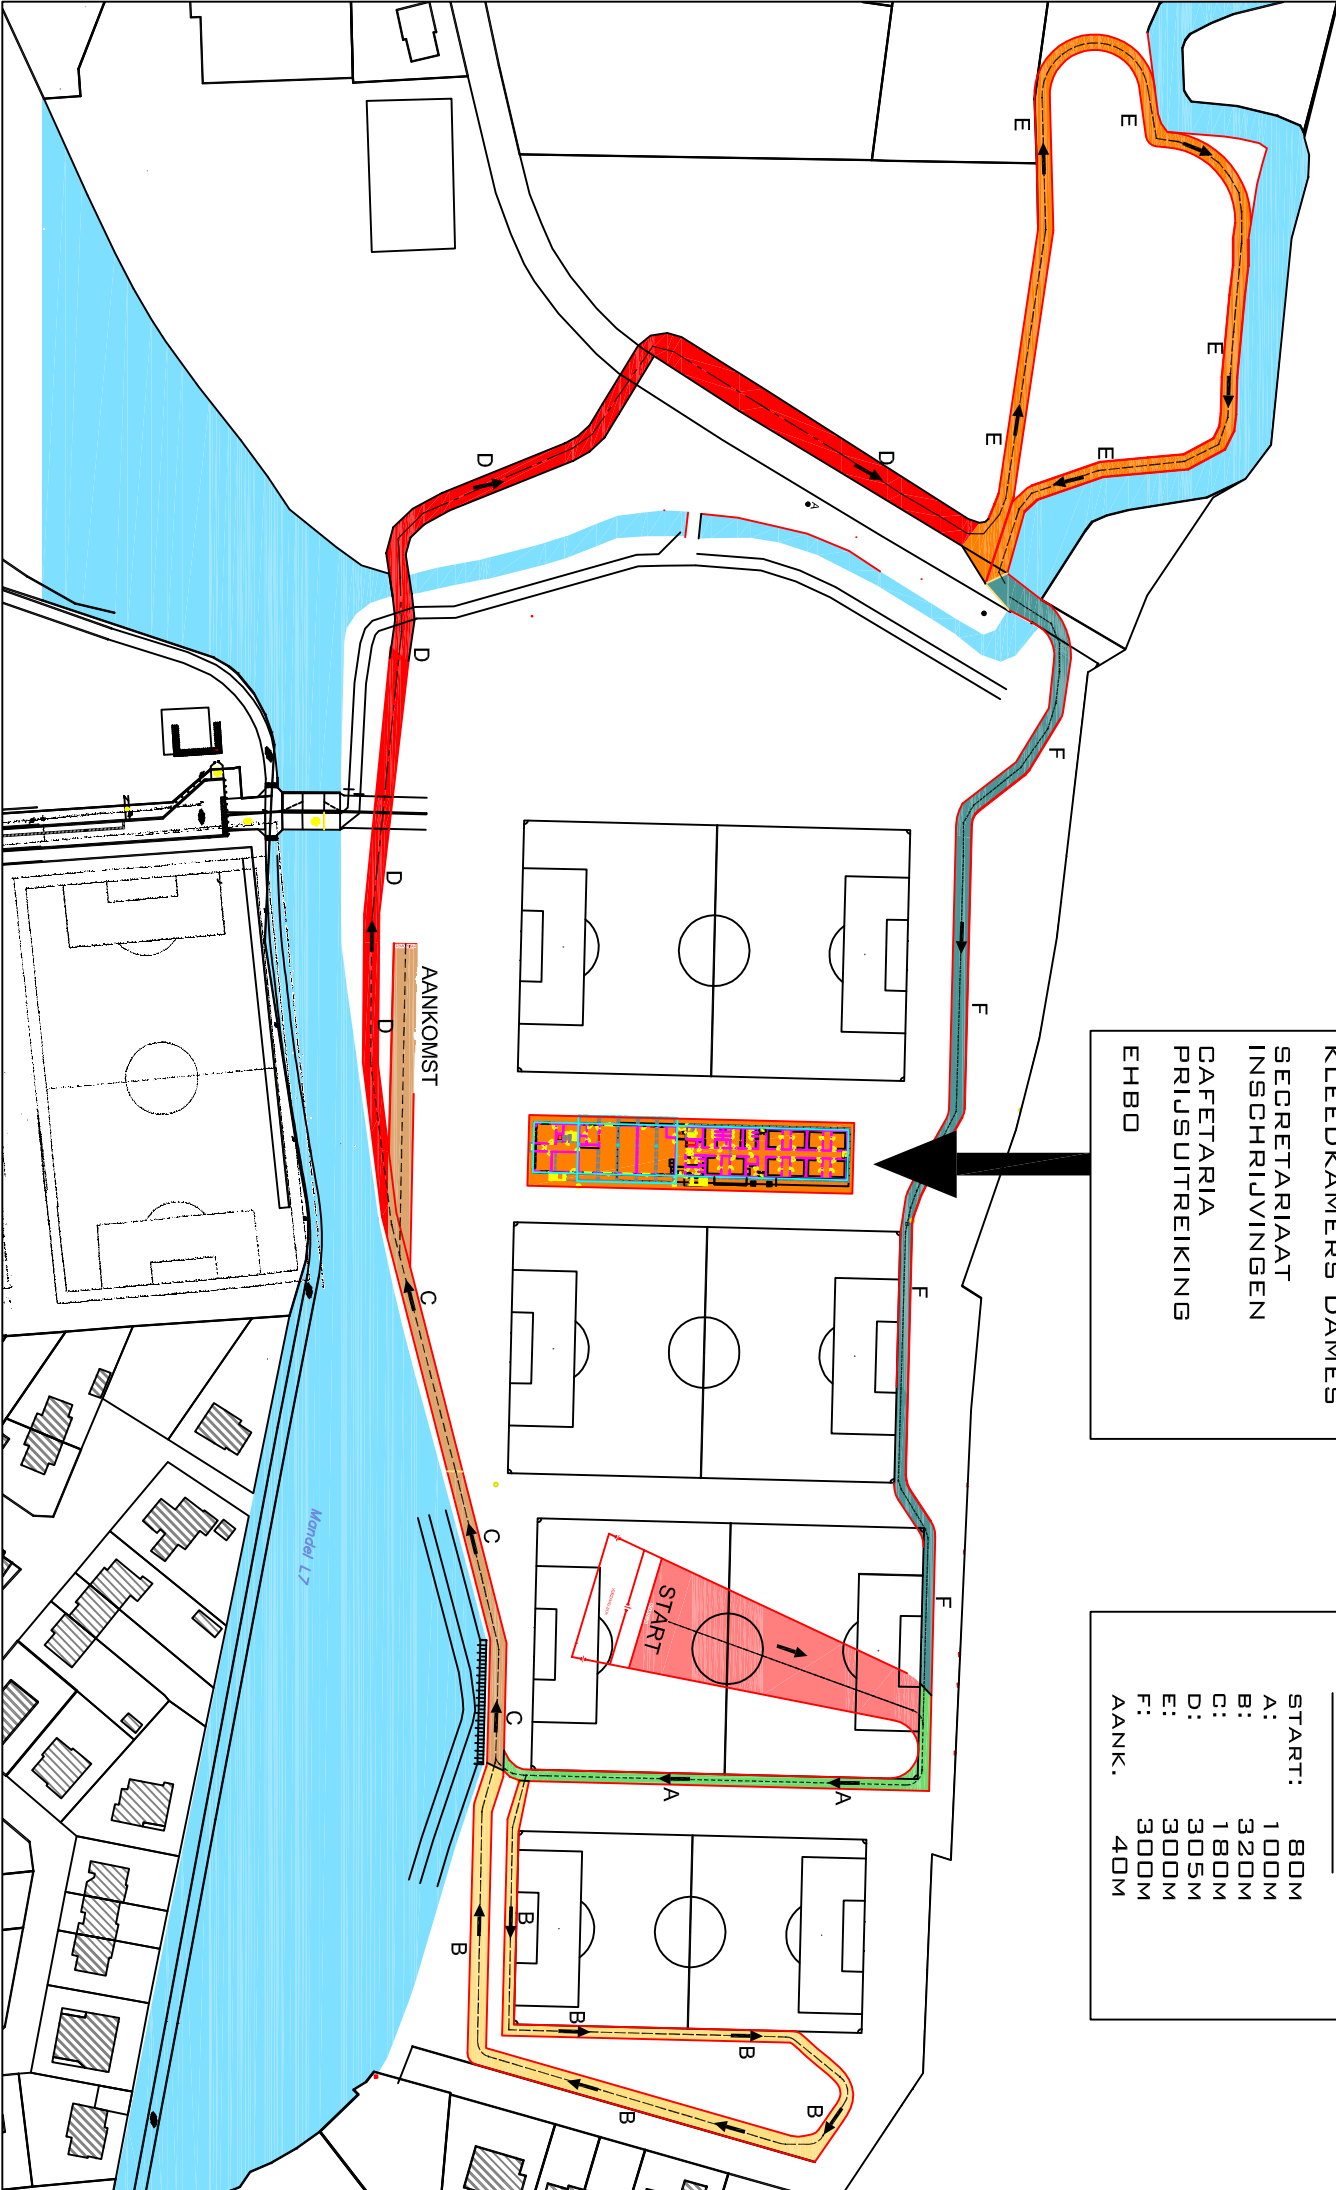 KLEEDKAMERS DAMES
SECRETARIAAT
INSCHRIJVINGEN
CAFETARIA
PRIJSUITREIKING
EHBO
START: 80M
A: 100M
B: 320M
C: 180M
D: 305M
E: 300M
F: 300M
AANK. 40M
E
E
E
E
E
D
D
D
D
D
F
F
F
F
AANKOMST
C
C
C
START
A
A
B
B
B
B
B
B
Mandel L7